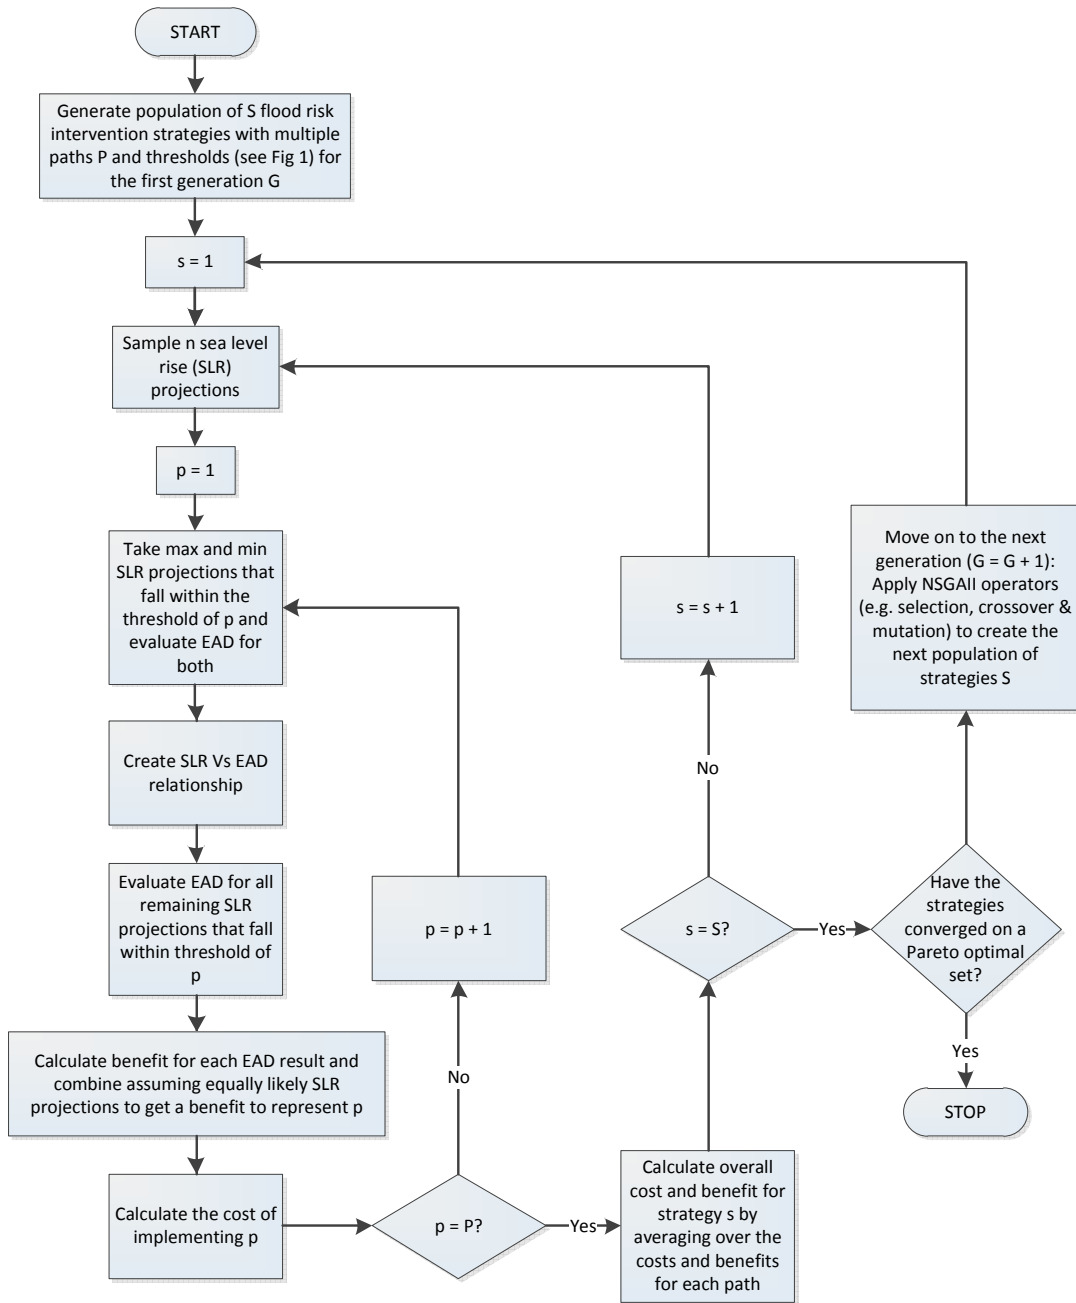 START
Generate population of S flood risk
intervention strategies with multiple
paths P and thresholds (see Fig 1) for
the first generation G
s = 1
Sample n sea level
rise (SLR)
projections
p = 1
Take max and min
SLR projections that
fall within the
threshold of p and
evaluate EAD for
both
Create SLR Vs EAD
relationship
Evaluate EAD for all
remaining SLR
projections that fall
within threshold of
p
Calculate benefit for each EAD result and
combine assuming equally likely SLR
projections to get a benefit to represent p
Calculate the cost of
implementing p
p = P?
No
p = p + 1
Yes
Calculate overall
cost and benefit for
strategy s by
averaging over the
costs and benefits
for each path
s = S?
No
s = s + 1
Yes
Have the
strategies
converged on a
Pareto optimal
set?
Move on to the next
generation (G = G + 1):
Apply NSGAII operators
(e.g. selection, crossover &
mutation) to create the
next population of
strategies S
Yes
STOP